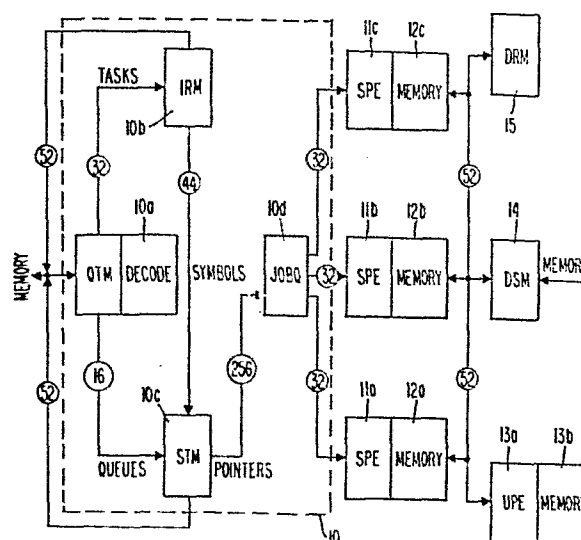 11c 12c
TASKS IRM SPE MEMORY DRM
10b 15
52 32 44 32 52
10a 10d 11b 12b 14
MEMORY QTM DECODE SYMBOLS JOBQ 32 SPE MEMORY DSM MEMORY
16 256 32 52
52 10c 11a 12a
QUEUES STM POINTERS SPE MEMORY 13a 13b
UPE MEMORY
10